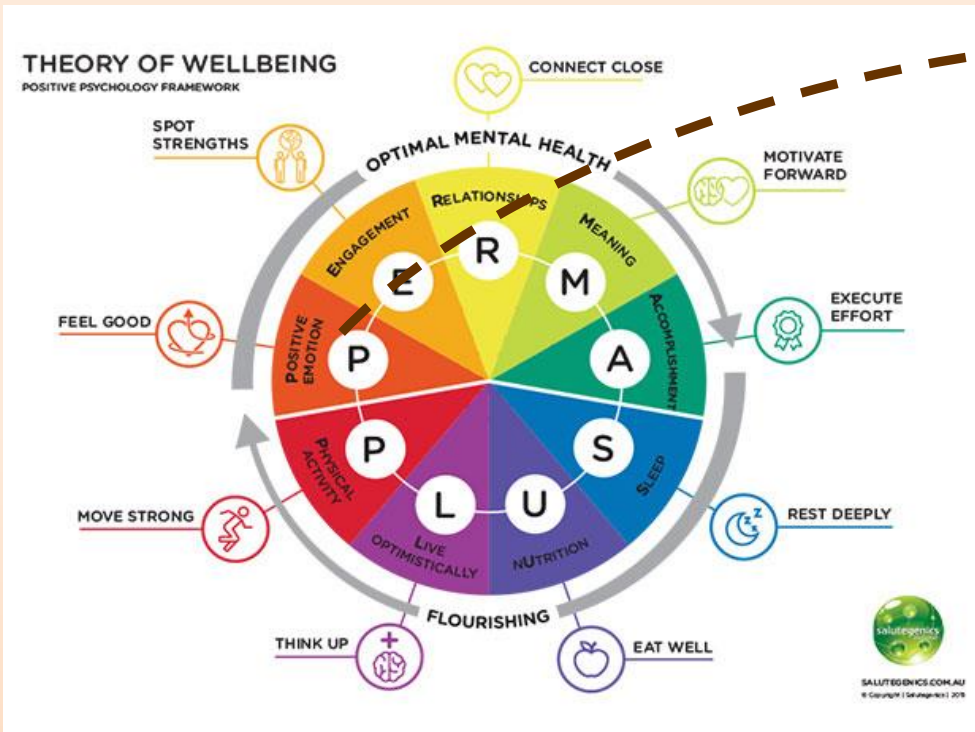 THEORY OF WELLBEING
POSITIVE PSYCHOLOGY FRAMEWORK
CONNECT CLOSE
SPOT
STRENGTHS
OPTIMAL MENTAL HEALTH
MOTIVATE
FORWARD
RELATIONSHIPS
ENGAGEMENT
MEANING
R
E
M
FEEL GOOD
POSITIVE
EMOTION
P
A
ACCOMPLISHMENT
EXECUTE
EFFORT
PHYSICAL
ACTIVITY
P
S
SLEEP
L
U
MOVE STRONG
REST DEEPLY
LIVE
OPTIMISTICALLY
NUTRITION
FLOURISHING
THINK UP
EAT WELL
salutegenics
SALUTEGENICS.COM.AU
© Copyright | Salutegenics |